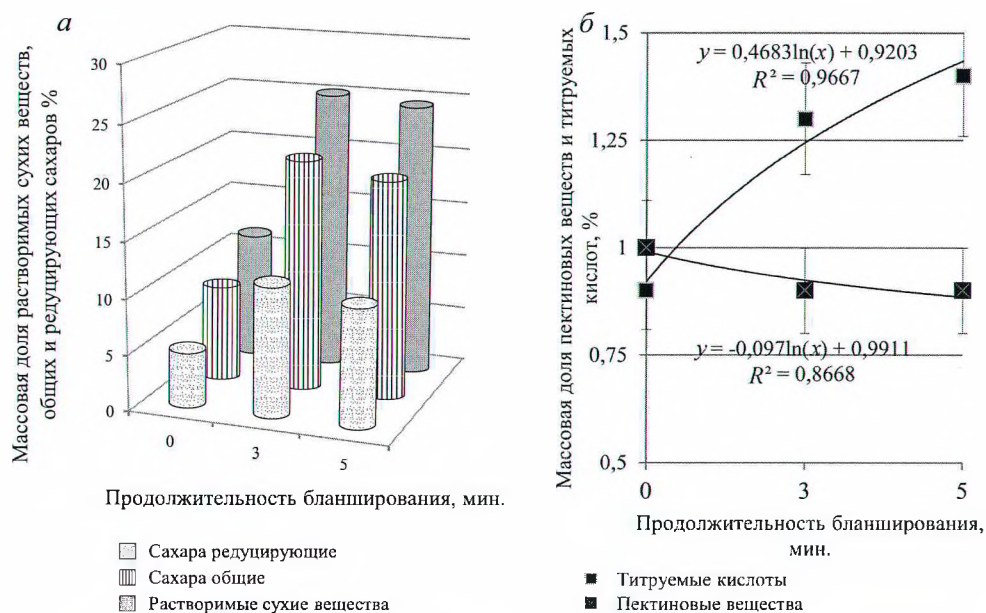 а
Массовая доля растворимых сухих веществ,
общих и редуцирующих сахаров %
30
25
20
15
10
5
0
0
3
5
Продолжительность бланширования, мин.
Сахара редуцирующие
Сахара общие
Растворимые сухие вещества
б
Массовая доля пектиновых веществ и титруемых
кислот, %
1,5
1,25
1
0,75
0,5
y = 0,4683ln(x) + 0,9203
R² = 0,9667
y = -0,097ln(x) + 0,9911
R² = 0,8668
0
3
5
Продолжительность бланширования,
мин.
Титруемые кислоты
Пектиновые вещества